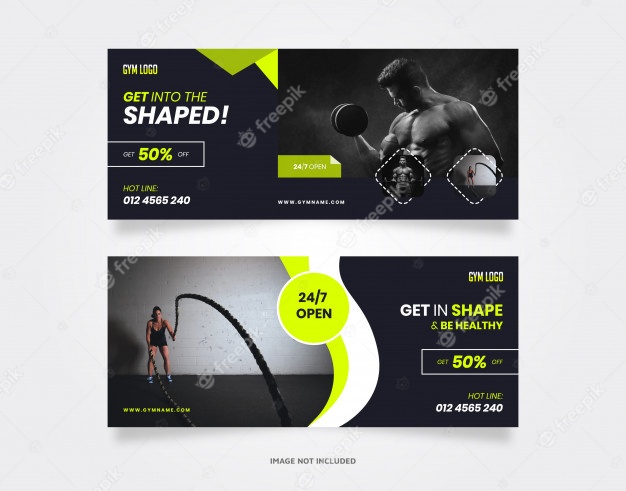 GYM LOGO
GET INTO THE
SHAPED!
GET 50% OFF
HOT LINE:
012 4565 240
24/7 OPEN
WWW.GYMNAME.COM
24/7
OPEN
GYM LOGO
GET IN SHAPE
& BE HEALTHY
GET 50% OFF
HOT LINE:
012 4565 240
WWW.GYMNAME.COM
IMAGE NOT INCLUDED
freepik